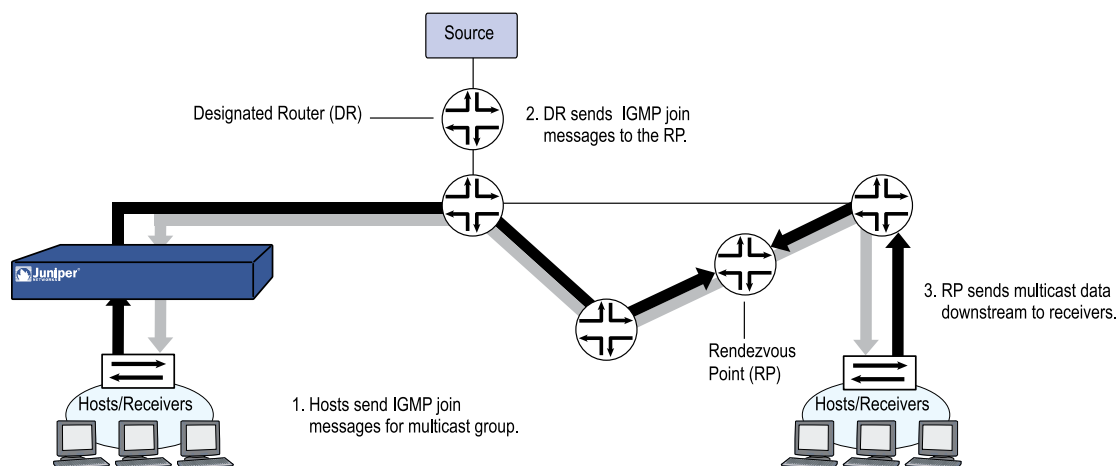 Source
Designated Router (DR)
2. DR sends IGMP join
messages to the RP.
Juniper
NETWORKS
3. RP sends multicast data
downstream to receivers.
Rendezvous
Point (RP)
Hosts/Receivers
1. Hosts send IGMP join
messages for multicast group.
Hosts/Receivers